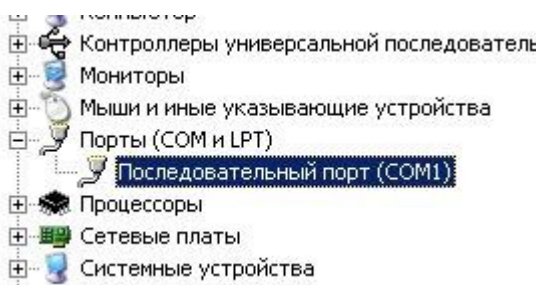 Контроллеры универсальной последователь
Мониторы
Мыши и иные указывающие устройства
Порты (COM и LPT)
Последовательный порт (COM1)
Процессоры
Сетевые платы
Системные устройства